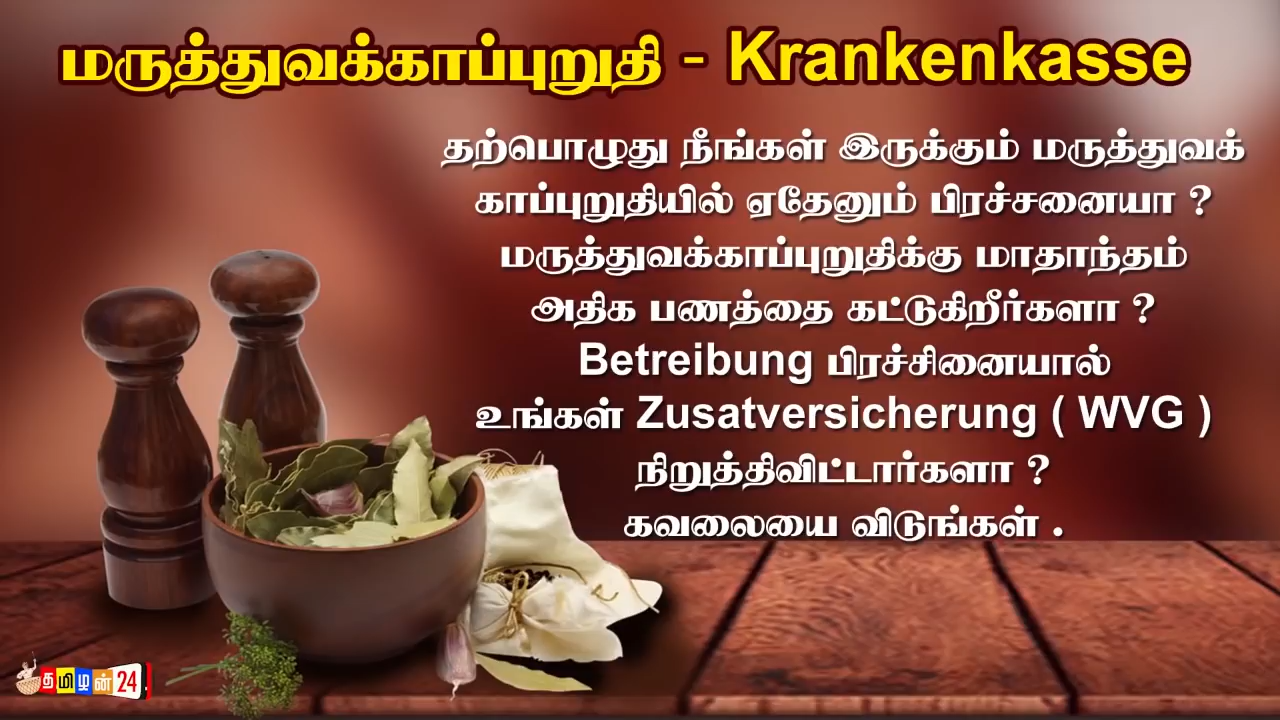 மருத்துவக்காப்புறுதி - Krankenkasse
தற்பொழுது நீங்கள் இருக்கும் மருத்துவக்
காப்புறுதியில் ஏதேனும் பிரச்சனையா ?
மருத்துவக்காப்புறுதிக்கு மாதாந்தம்
அதிக பணத்தை கட்டுகிறீர்களா ?
Betreibung பிரச்சினையால்
உங்கள் Zusatversicherung ( WVG )
நிறுத்திவிட்டார்களா ?
கவலையை விடுங்கள் .
தமிழன் 24